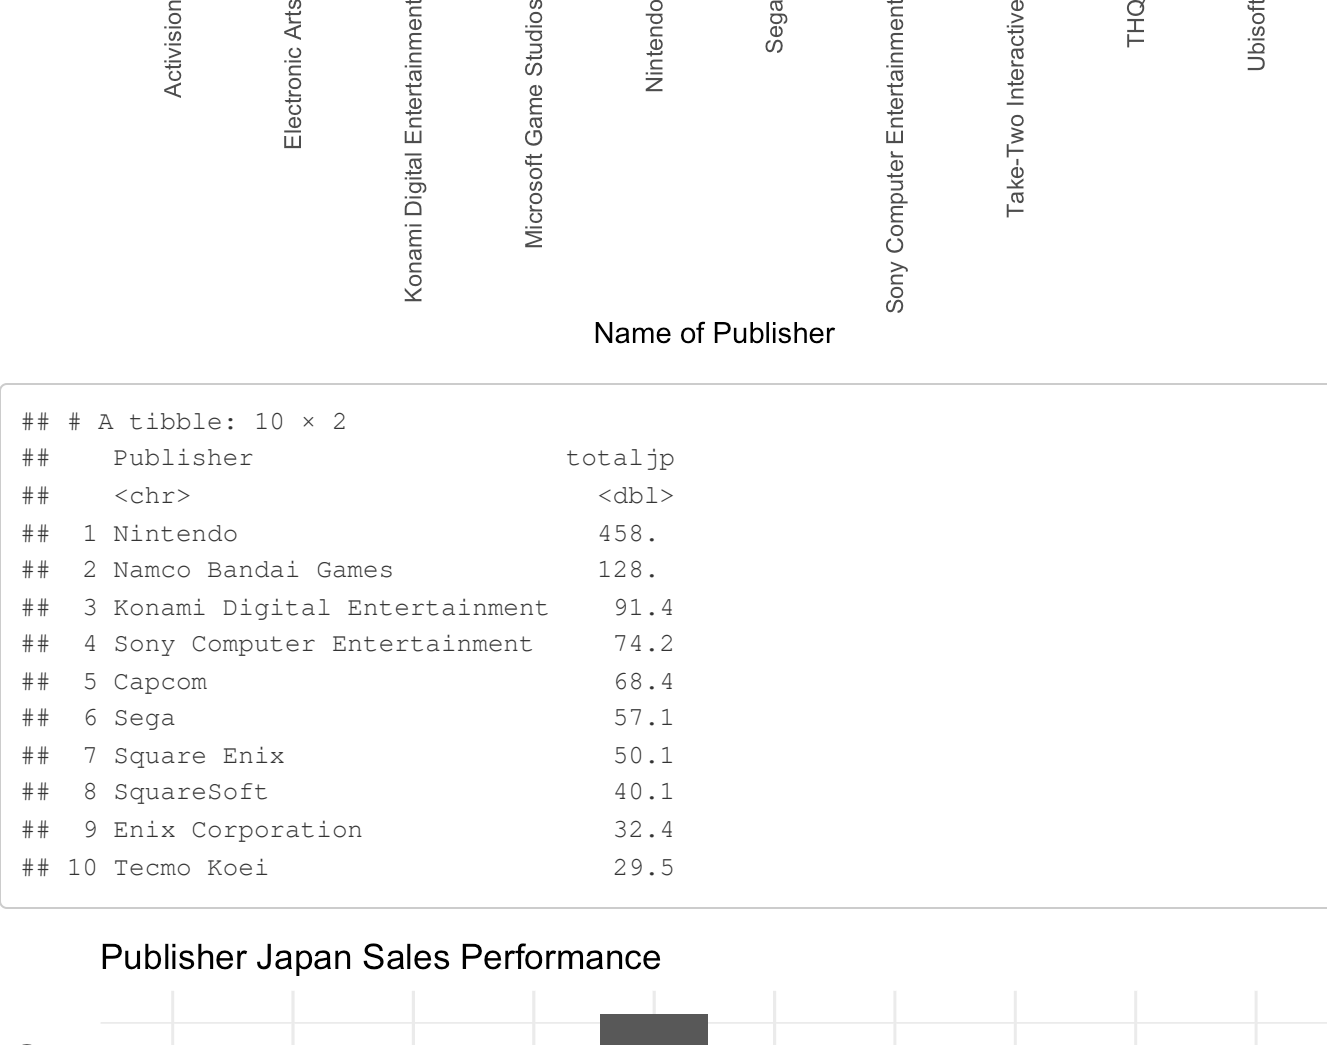 Activision
Electronic Arts
Konami Digital Entertainment
Microsoft Game Studios
Nintendo
Sega
Sony Computer Entertainment
Take-Two Interactive
THQ
Ubisoft
Name of Publisher
## # A tibble: 10 × 2
##    Publisher                    totaljp
##    <chr>                          <dbl>
##  1 Nintendo                       458.
##  2 Namco Bandai Games             128.
##  3 Konami Digital Entertainment    91.4
##  4 Sony Computer Entertainment     74.2
##  5 Capcom                          68.4
##  6 Sega                            57.1
##  7 Square Enix                     50.1
##  8 SquareSoft                      40.1
##  9 Enix Corporation                32.4
## 10 Tecmo Koei                      29.5
Publisher Japan Sales Performance